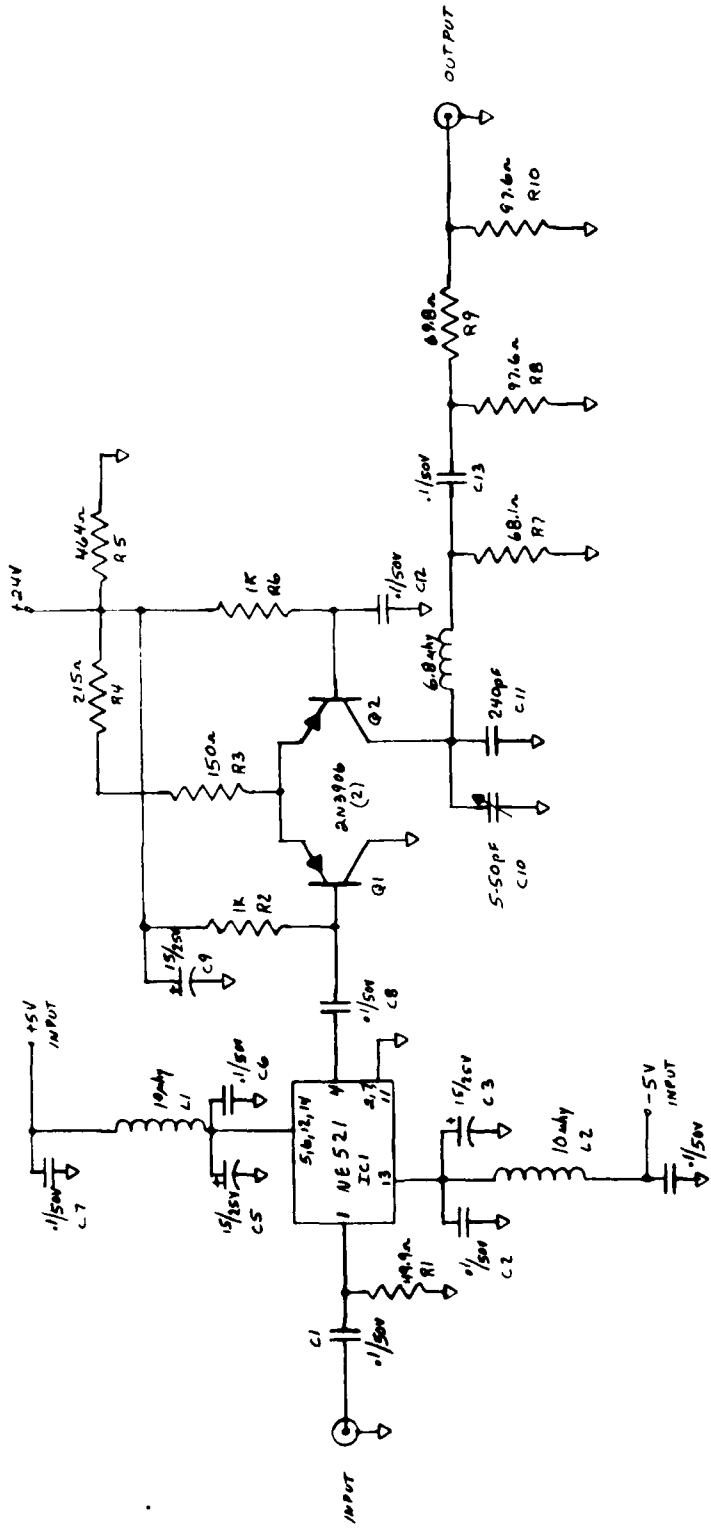 INPUT
C1
.1/50V
49.9Ω
R1
1
NE521
IC1
5,6,12,14
4
2,3
11
13
+5V
INPUT
.1/50V
C7
10µhy
L1
15/25V
C5
.1/50V
C6
.1/50V
C2
15/25V
C3
10µhy
L2
-5V
INPUT
.1/50V
.1/50V
C8
15/25V
C9
1K
R2
Q1
2N3906
(2)
150Ω
R3
215Ω
R4
+24V
464Ω
R5
1K
R6
Q2
.1/50V
C12
5-50pF
C10
240pF
C11
6.8µhy
68.1Ω
R7
.1/50V
C13
97.6Ω
R8
69.8Ω
R9
97.6Ω
R10
OUTPUT